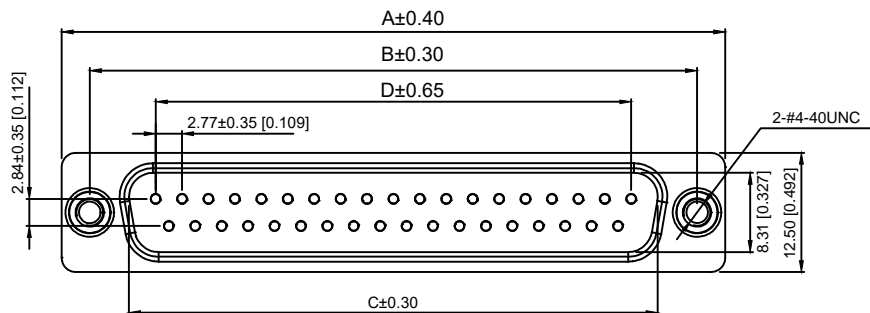 A±0.40
B±0.30
D±0.65
2.77±0.35 [0.109]
2-#4-40UNC
2.84±0.35 [0.112]
8.31 [0.327]
12.50 [0.492]
C±0.30